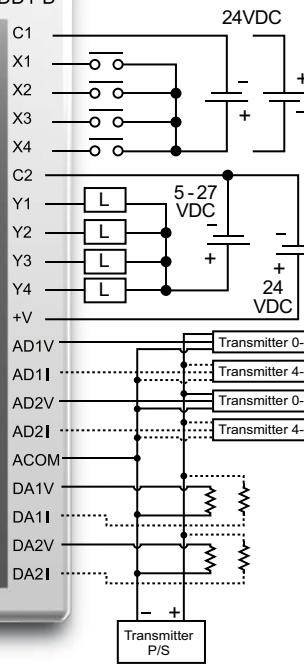 24VDC
C1
X1
X2
X3
X4
C2
Y1 L
Y2 L
Y3 L
Y4 L
5-27
VDC
24
VDC
+V
AD1V Transmitter 0-
AD1I Transmitter 4-
AD2V Transmitter 0-
AD2I Transmitter 4-
ACOM
DA1V
DA1I
DA2V
DA2I
Transmitter
P/S